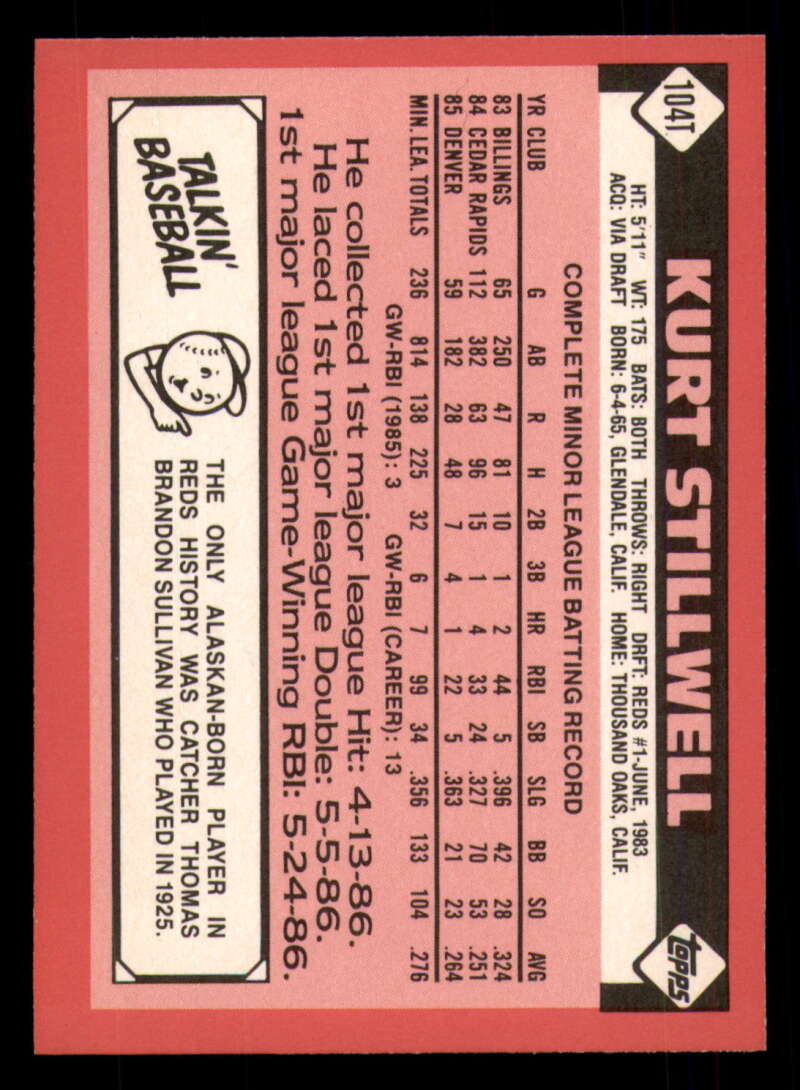 104T
KURT STILLWELL
topps
HT: 5'11" WT: 175 BATS: BOTH THROWS: RIGHT DRFT: REDS #1-JUNE, 1983
ACQ: VIA DRAFT BORN: 6-4-65, GLENDALE, CALIF. HOME: THOUSAND OAKS, CALIF.
COMPLETE MINOR LEAGUE BATTING RECORD
YR CLUB G AB R H 2B 3B HR RBI SB SLG BB SO AVG
83 BILLINGS 65 250 47 81 10 1 2 44 5 .396 42 28 .324
84 CEDAR RAPIDS 112 382 63 96 15 1 4 33 24 .327 70 53 .251
85 DENVER 59 182 28 48 7 4 1 22 5 .363 21 23 .264
MIN. LEA. TOTALS 236 814 138 225 32 6 7 99 34 .356 133 104 .276
GW-RBI (1985): 3 GW-RBI (CAREER): 13
He collected 1st major league Hit: 4-13-86.
He laced 1st major league Double: 5-5-86.
1st major league Game-Winning RBI: 5-24-86.
TALKIN'
BASEBALL
THE ONLY ALASKAN-BORN PLAYER IN
REDS HISTORY WAS CATCHER THOMAS
BRANDON SULLIVAN WHO PLAYED IN 1925.